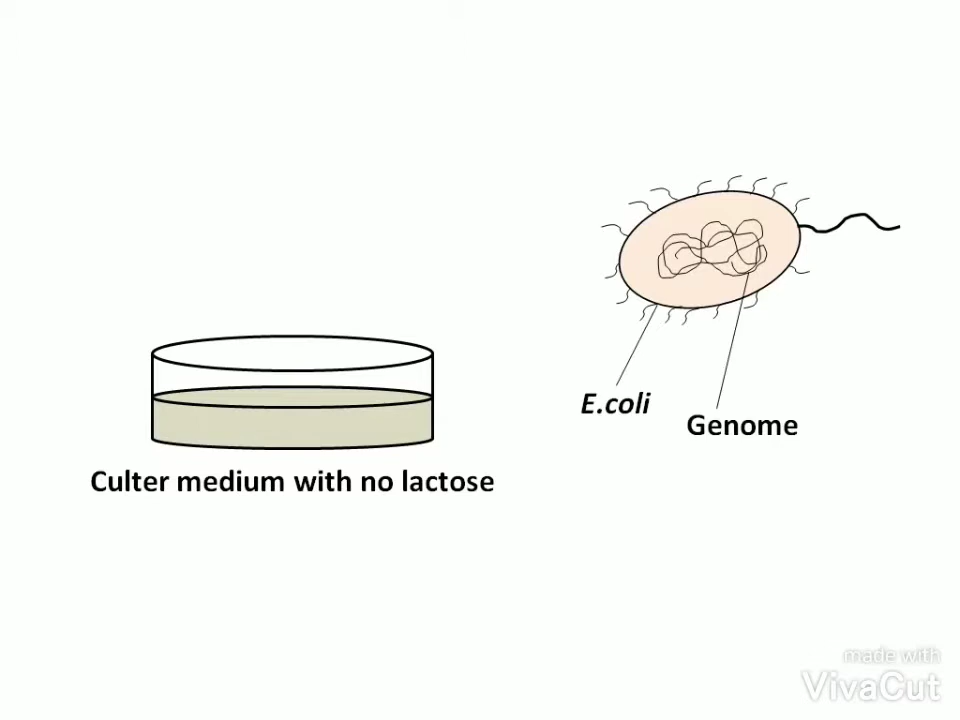 E.coli
Genome
Culter medium with no lactose
made with
VivaCut